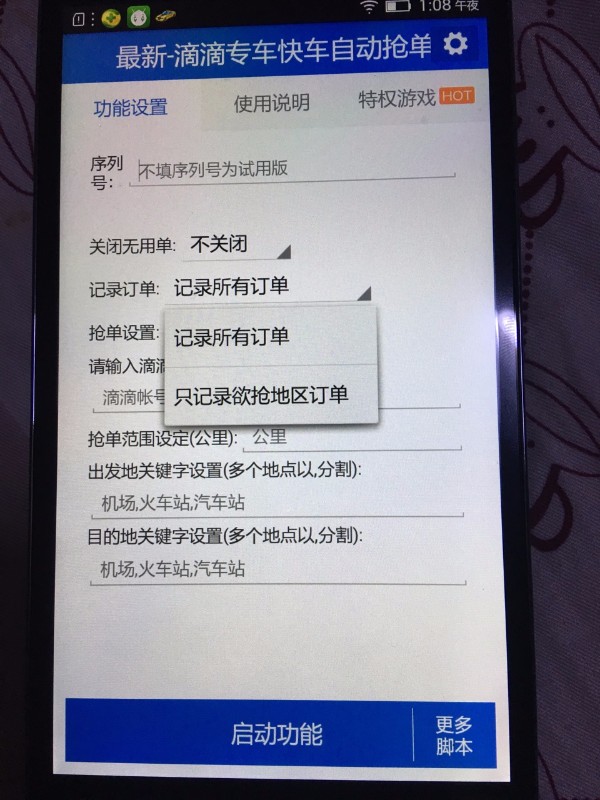 1:08 午夜
最新-滴滴专车快车自动抢单
功能设置
使用说明
特权游戏 HOT
序列号:
不填序列号为试用版
关闭无用单: 不关闭
记录订单: 记录所有订单
抢单设置:
记录所有订单
请输入滴滴
只记录欲抢地区订单
滴滴帐号
抢单范围设定(公里): 公里
出发地关键字设置(多个地点以,分割):
机场,火车站,汽车站
目的地关键字设置(多个地点以,分割):
机场,火车站,汽车站
启动功能
更多
脚本